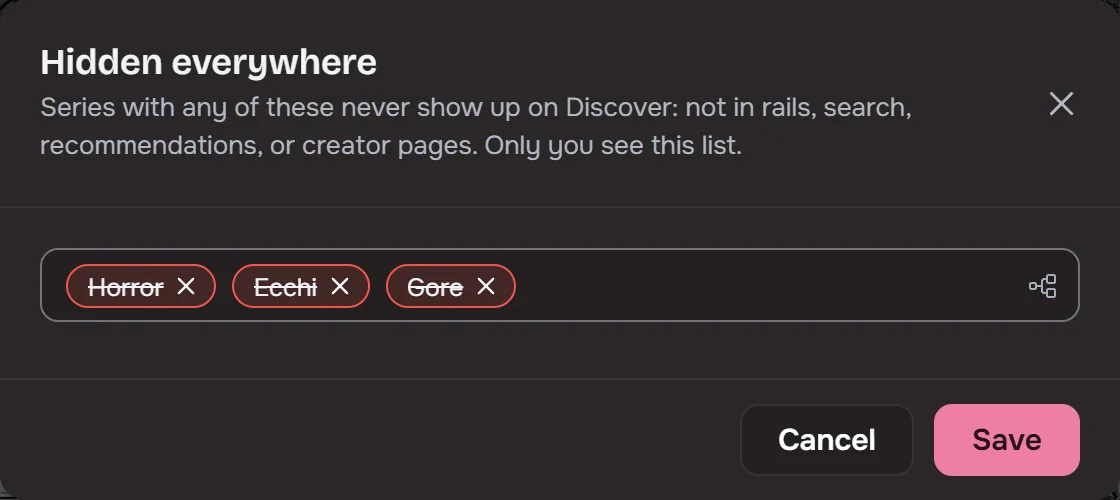 Hidden everywhere
Series with any of these never show up on Discover: not in rails, search,
recommendations, or creator pages. Only you see this list.
Horror Ecchi Gore
Cancel Save